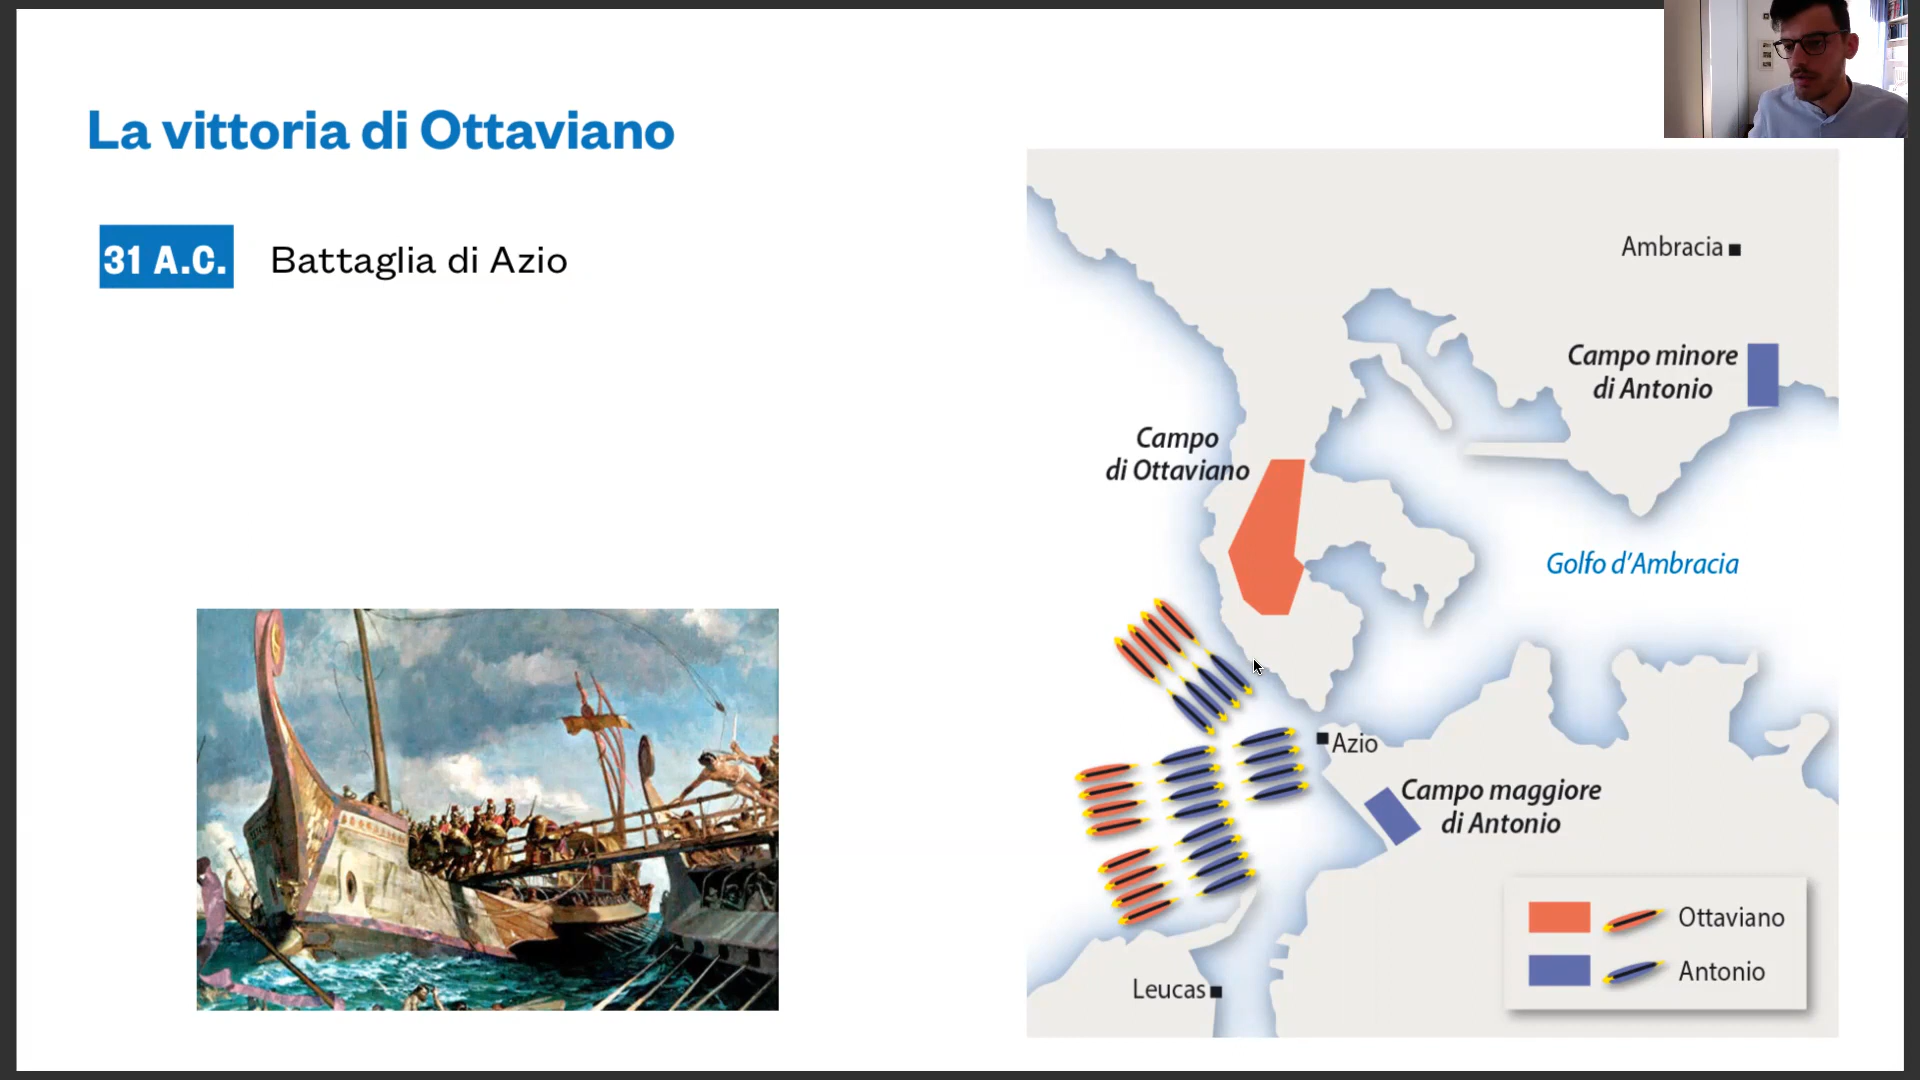 La vittoria di Ottaviano
31 A.C.
Battaglia di Azio
Ambracia
Campo minore
di Antonio
Campo
di Ottaviano
Golfo d'Ambracia
Azio
Campo maggiore
di Antonio
Leucas
Ottaviano
Antonio